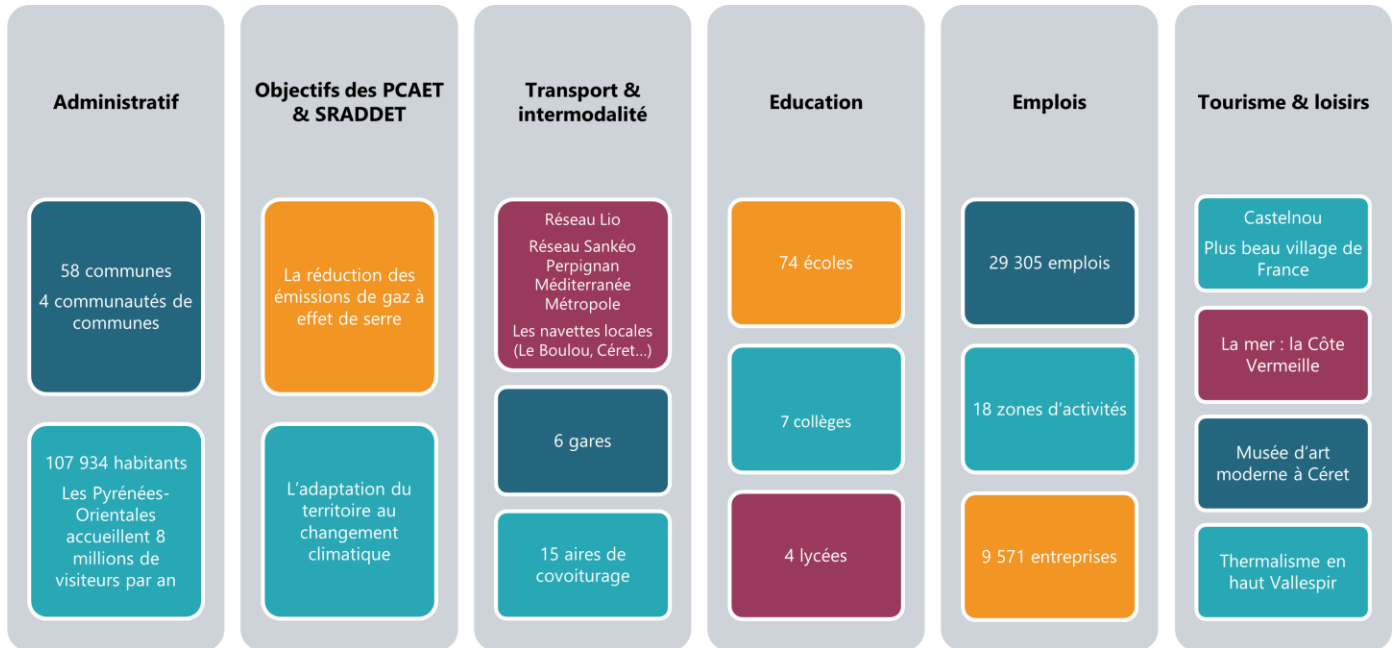 Administratif
58 communes
4 communautés de
communes
107 934 habitants
Les Pyrénées-
Orientales
accueillent 8
millions de
visiteurs par an
Objectifs des PCAET
& SRADDET
La réduction des
émissions de gaz à
effet de serre
L'adaptation du
territoire au
changement
climatique
Transport &
intermodalité
Réseau Lio
Réseau Sankéo
Perpignan
Méditerranée
Métropole
Les navettes locales
(Le Boulou, Céret...)
6 gares
15 aires de
covoiturage
Education
74 écoles
7 collèges
4 lycées
Emplois
29 305 emplois
18 zones d'activités
9 571 entreprises
Tourisme & loisirs
Castelnou
Plus beau village de
France
La mer : la Côte
Vermeille
Musée d'art
moderne à Céret
Thermalisme en
haut Vallespir